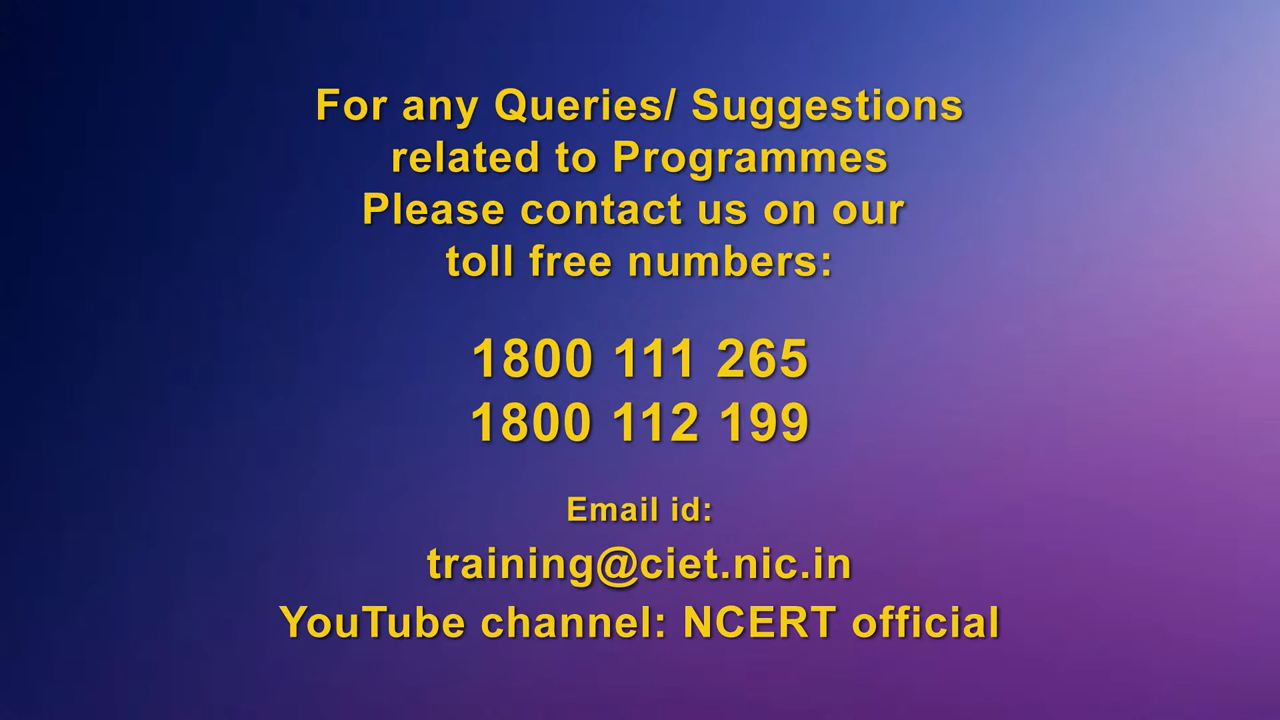 For any Queries/ Suggestions
related to Programmes
Please contact us on our
toll free numbers:
1800 111 265
1800 112 199
Email id:
training@ciet.nic.in
YouTube channel: NCERT official